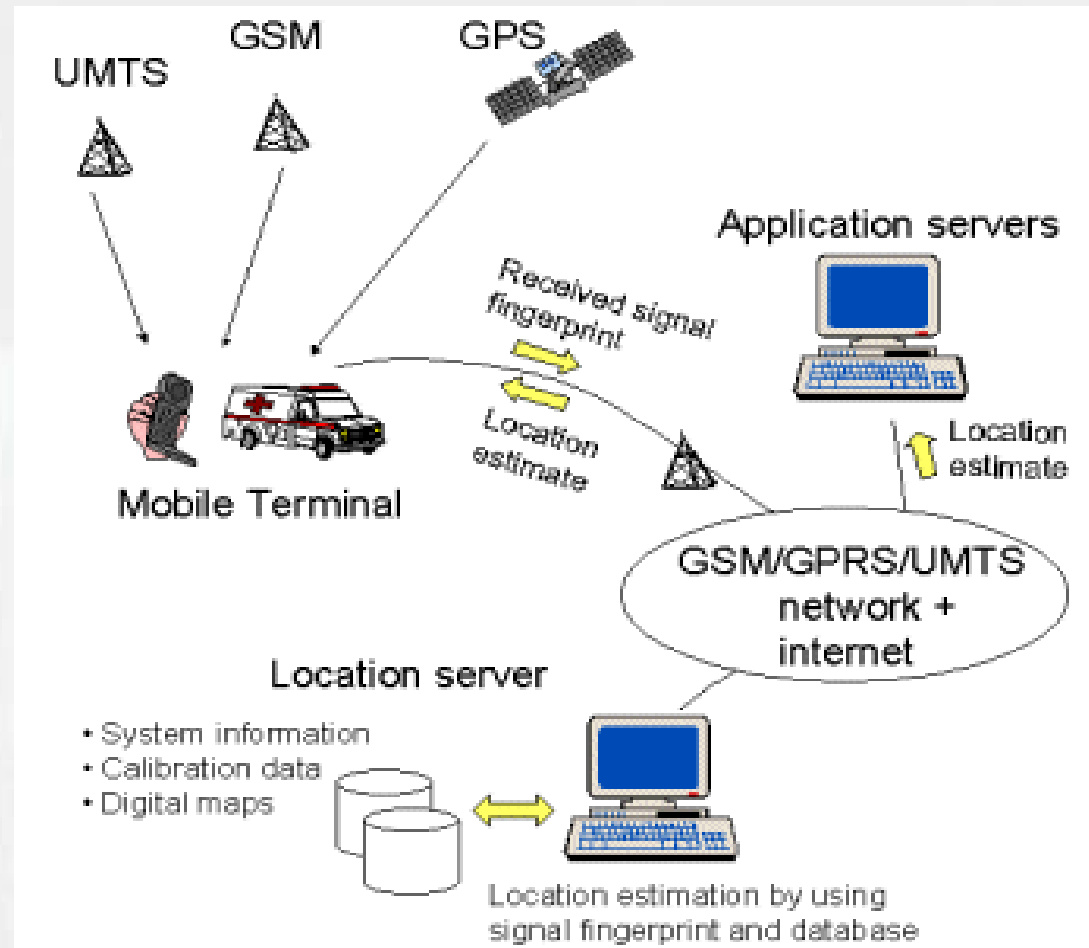 UMTS
GSM
GPS
Application servers
Received signal
fingerprint
Location
estimate
Location
estimate
Mobile Terminal
GSM/GPRS/UMTS
network +
internet
Location server
• System information
• Calibration data
• Digital maps
Location estimation by using
signal fingerprint and database